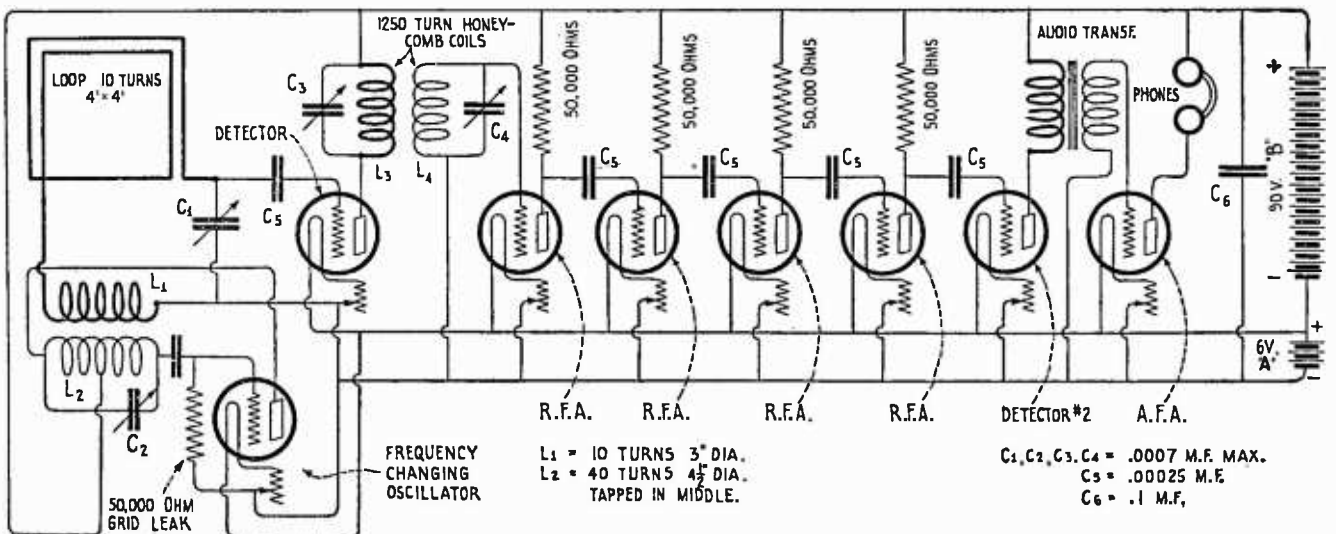 LOOP 10 TURNS
4'×4'
1250 TURN HONEY-
COMB COILS
C3
L3
L4
C4
DETECTOR
C1
C5
50,000 OHMS
C5
50,000 OHMS
C5
50,000 OHMS
C5
50,000 OHMS
C5
AUDIO TRANSF.
PHONES
C6
+
90 V. "B"
-
+
6V.
"A"
-
L1
L2
C2
50,000 OHM
GRID LEAK
FREQUENCY
CHANGING
OSCILLATOR
R.F.A.
R.F.A.
R.F.A.
R.F.A.
DETECTOR #2
A.F.A.
L1 = 10 TURNS 3" DIA.
L2 = 40 TURNS 4½" DIA.
TAPPED IN MIDDLE.
C1, C2, C3, C4 = .0007 M.F. MAX.
C5 = .00025 M.F.
C6 = .1 M.F.